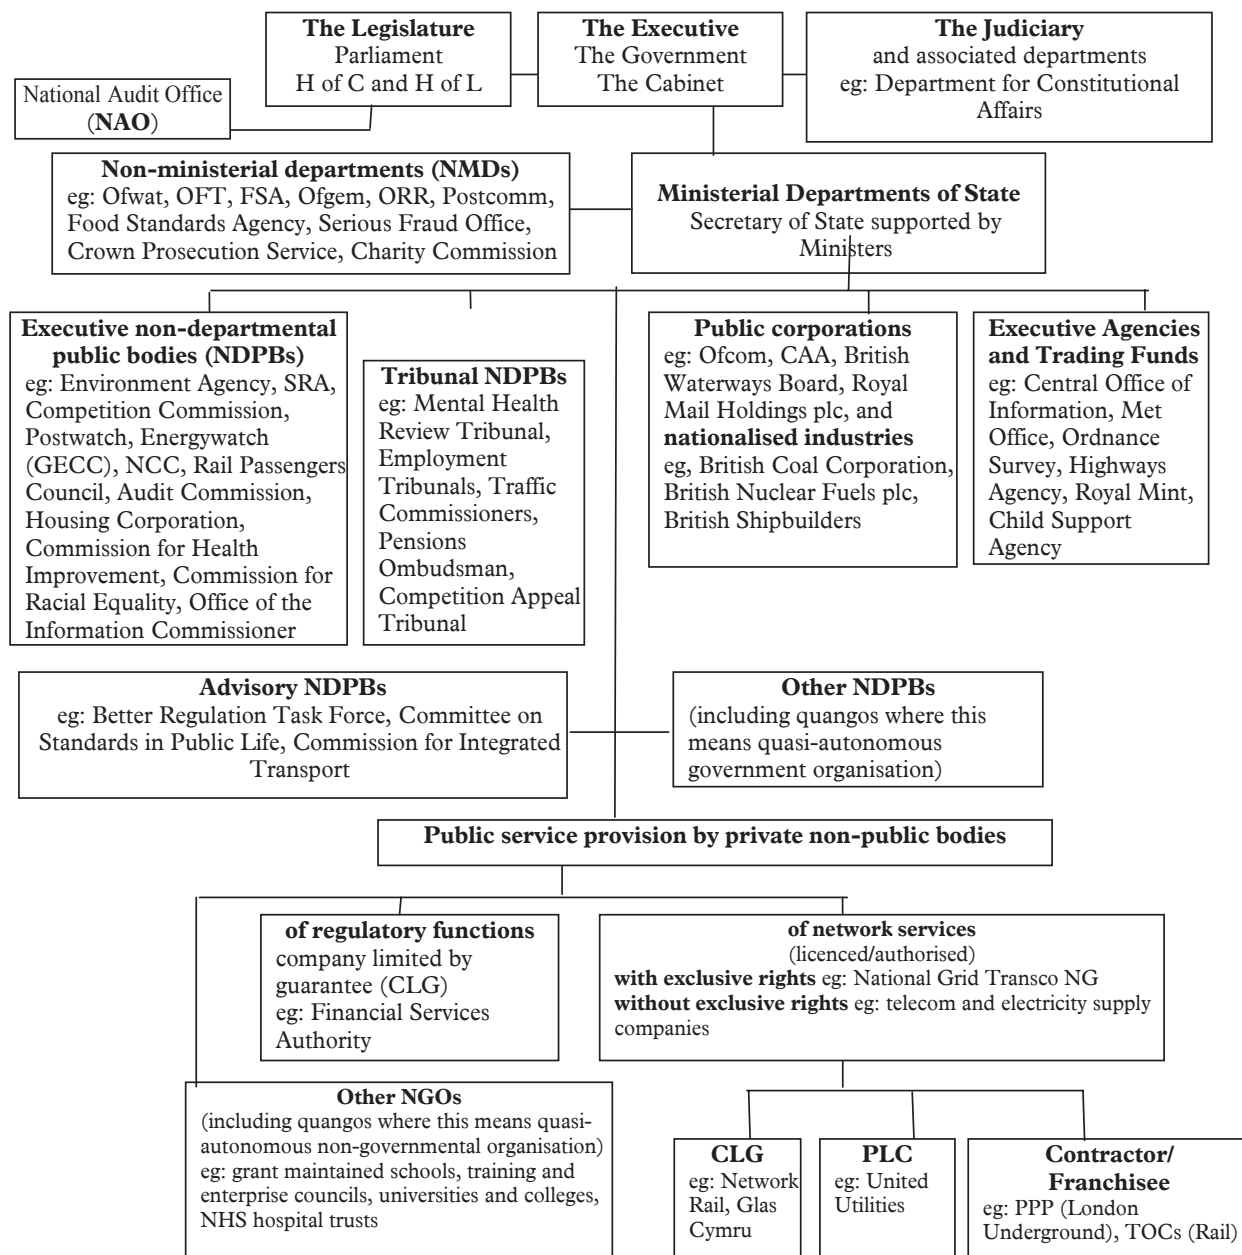 The Legislature
Parliament
H of C and H of L
The Executive
The Government
The Cabinet
The Judiciary
and associated departments
eg: Department for Constitutional
Affairs
National Audit Office
(NAO)
Non-ministerial departments (NMDs)
eg: Ofwat, OFT, FSA, Ofgem, ORR, Postcomm,
Food Standards Agency, Serious Fraud Office,
Crown Prosecution Service, Charity Commission
Ministerial Departments of State
Secretary of State supported by
Ministers
Executive non-departmental
public bodies (NDPBs)
eg: Environment Agency, SRA,
Competition Commission,
Postwatch, Energywatch
(GECC), NCC, Rail Passengers
Council, Audit Commission,
Housing Corporation,
Commission for Health
Improvement, Commission for
Racial Equality, Office of the
Information Commissioner
Tribunal NDPBs
eg: Mental Health
Review Tribunal,
Employment
Tribunals, Traffic
Commissioners,
Pensions
Ombudsman,
Competition Appeal
Tribunal
Public corporations
eg: Ofcom, CAA, British
Waterways Board, Royal
Mail Holdings plc, and
nationalised industries
eg, British Coal Corporation,
British Nuclear Fuels plc,
British Shipbuilders
Executive Agencies
and Trading Funds
eg: Central Office of
Information, Met
Office, Ordnance
Survey, Highways
Agency, Royal Mint,
Child Support
Agency
Advisory NDPBs
eg: Better Regulation Task Force, Committee on
Standards in Public Life, Commission for Integrated
Transport
Other NDPBs
(including quangos where this
means quasi-autonomous
government organisation)
Public service provision by private non-public bodies
of regulatory functions
company limited by
guarantee (CLG)
eg: Financial Services
Authority
of network services
(licenced/authorised)
with exclusive rights eg: National Grid Transco NG
without exclusive rights eg: telecom and electricity supply
companies
Other NGOs
(including quangos where this means quasi-
autonomous non-governmental organisation)
eg: grant maintained schools, training and
enterprise councils, universities and colleges,
NHS hospital trusts
CLG
eg: Network
Rail, Glas
Cymru
PLC
eg: United
Utilities
Contractor/
Franchisee
eg: PPP (London
Underground), TOCs (Rail)